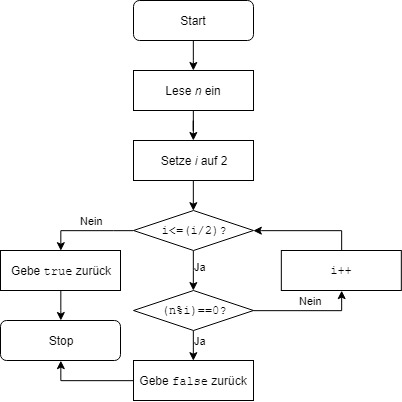 Start
Lese n ein
Setze i auf 2
i<=(i/2)?
Nein
Ja
Gebe true zurück
i++
(n%i)==0?
Nein
Stop
Ja
Gebe false zurück